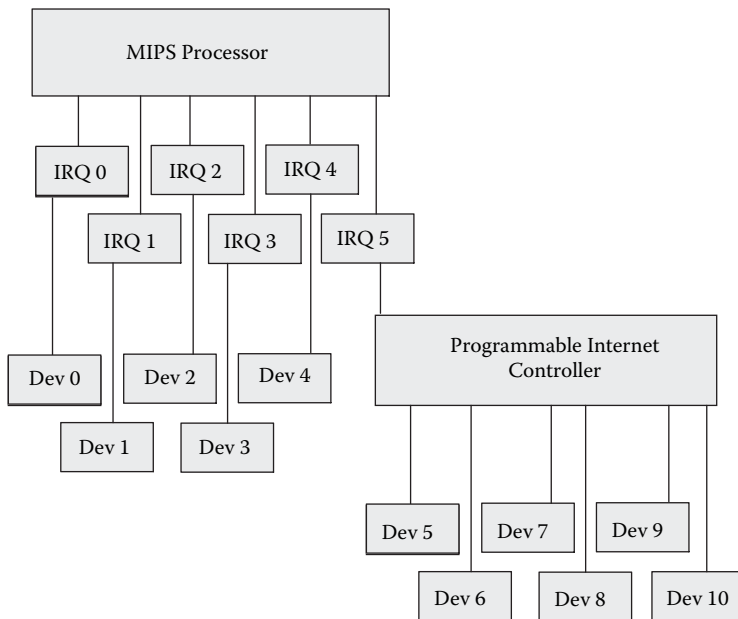 MIPS Processor
IRQ 0
IRQ 2
IRQ 4
IRQ 1
IRQ 3
IRQ 5
Programmable Internet
Controller
Dev 0
Dev 2
Dev 4
Dev 1
Dev 3
Dev 5
Dev 7
Dev 9
Dev 6
Dev 8
Dev 10